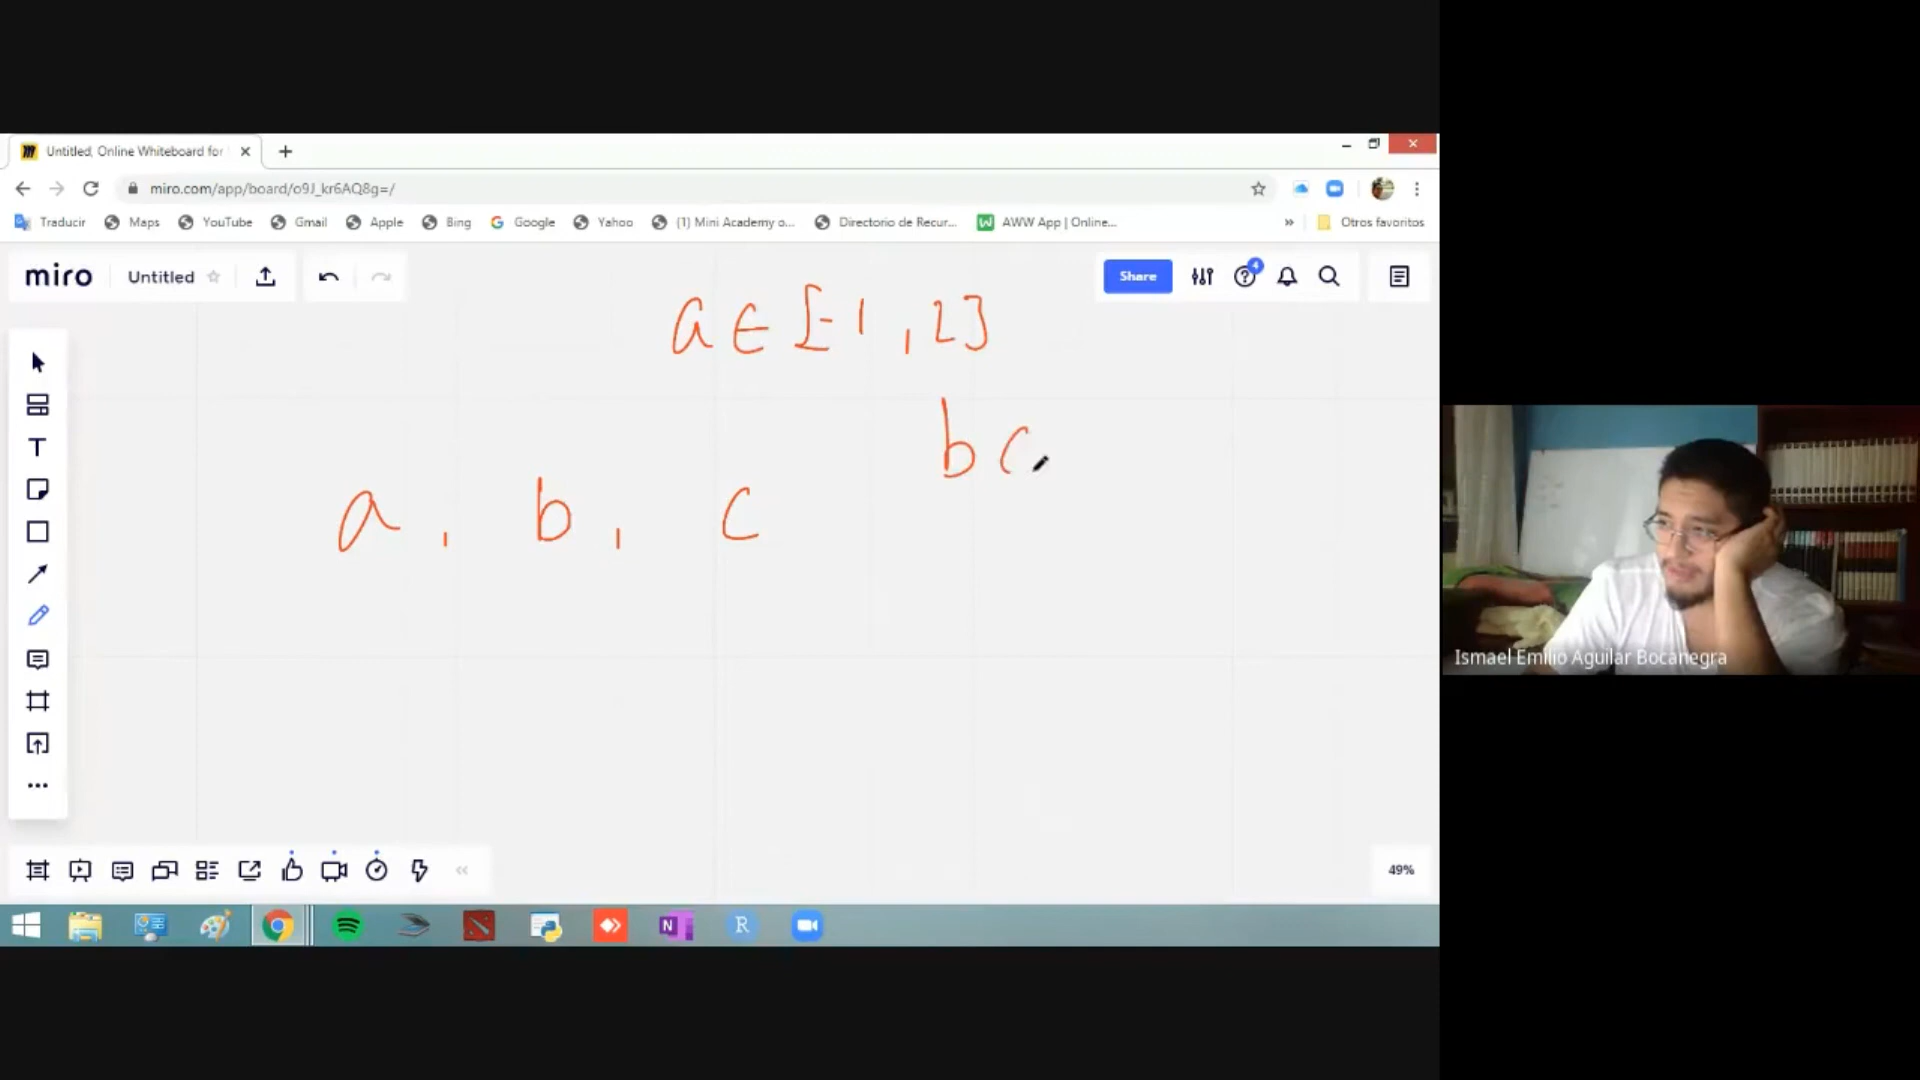 Untitled, Online Whiteboard for
miro.com/app/board/o9J_kr6AQ8g=/
Traducir Maps YouTube Gmail Apple Bing Google Yahoo (1) Mini Academy o... Directorio de Recur... AWW App | Online... » Otros favoritos
miro Untitled Share 4
a ∈ [-1, 2]
b c
a, b, c
T
Ismael Emilio Aguilar Bocanegra
49%
N R